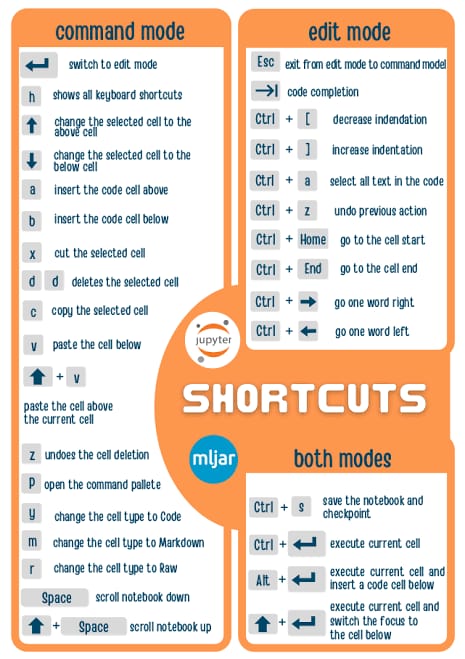 command mode
switch to edit mode
h shows all keyboard shortcuts
change the selected cell to the
above cell
change the selected cell to the
below cell
a insert the code cell above
b insert the code cell below
x cut the selected cell
d d deletes the selected cell
c copy the selected cell
v paste the cell below
+ v
paste the cell above
the current cell
z undoes the cell deletion
p open the command pallete
y change the cell type to Code
m change the cell type to Markdown
r change the cell type to Raw
Space scroll notebook down
+ Space scroll notebook up
edit mode
Esc exit from edit mode to command model
code completion
Ctrl + [ decrease indendation
Ctrl + ] increase indentation
Ctrl + a select all text in the code
Ctrl + z undo previous action
Ctrl + Home go to the cell start
Ctrl + End go to the cell end
Ctrl + go one word right
Ctrl + go one word left
jupyter
SHORTCUTS
mljar
both modes
Ctrl + s save the notebook and
checkpoint
Ctrl + execute current cell
Alt + execute current cell and
insert a code cell below
+ execute current cell and
switch the focus to
the cell below